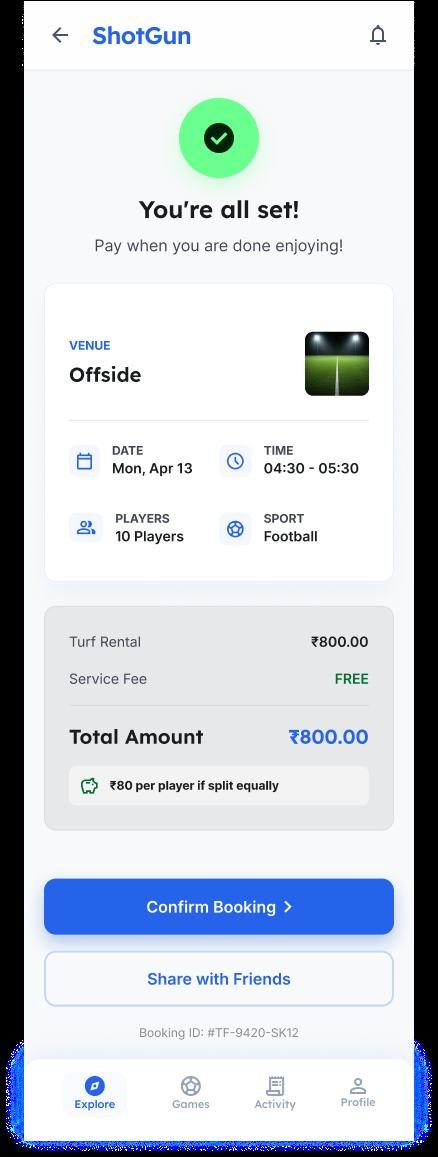 ShotGun
You're all set!
Pay when you are done enjoying!
VENUE
Offside
DATE
Mon, Apr 13
TIME
04:30 - 05:30
PLAYERS
10 Players
SPORT
Football
Turf Rental ₹800.00
Service Fee FREE
Total Amount ₹800.00
₹80 per player if split equally
Confirm Booking
Share with Friends
Booking ID: #TF-9420-SK12
Explore Games Activity Profile